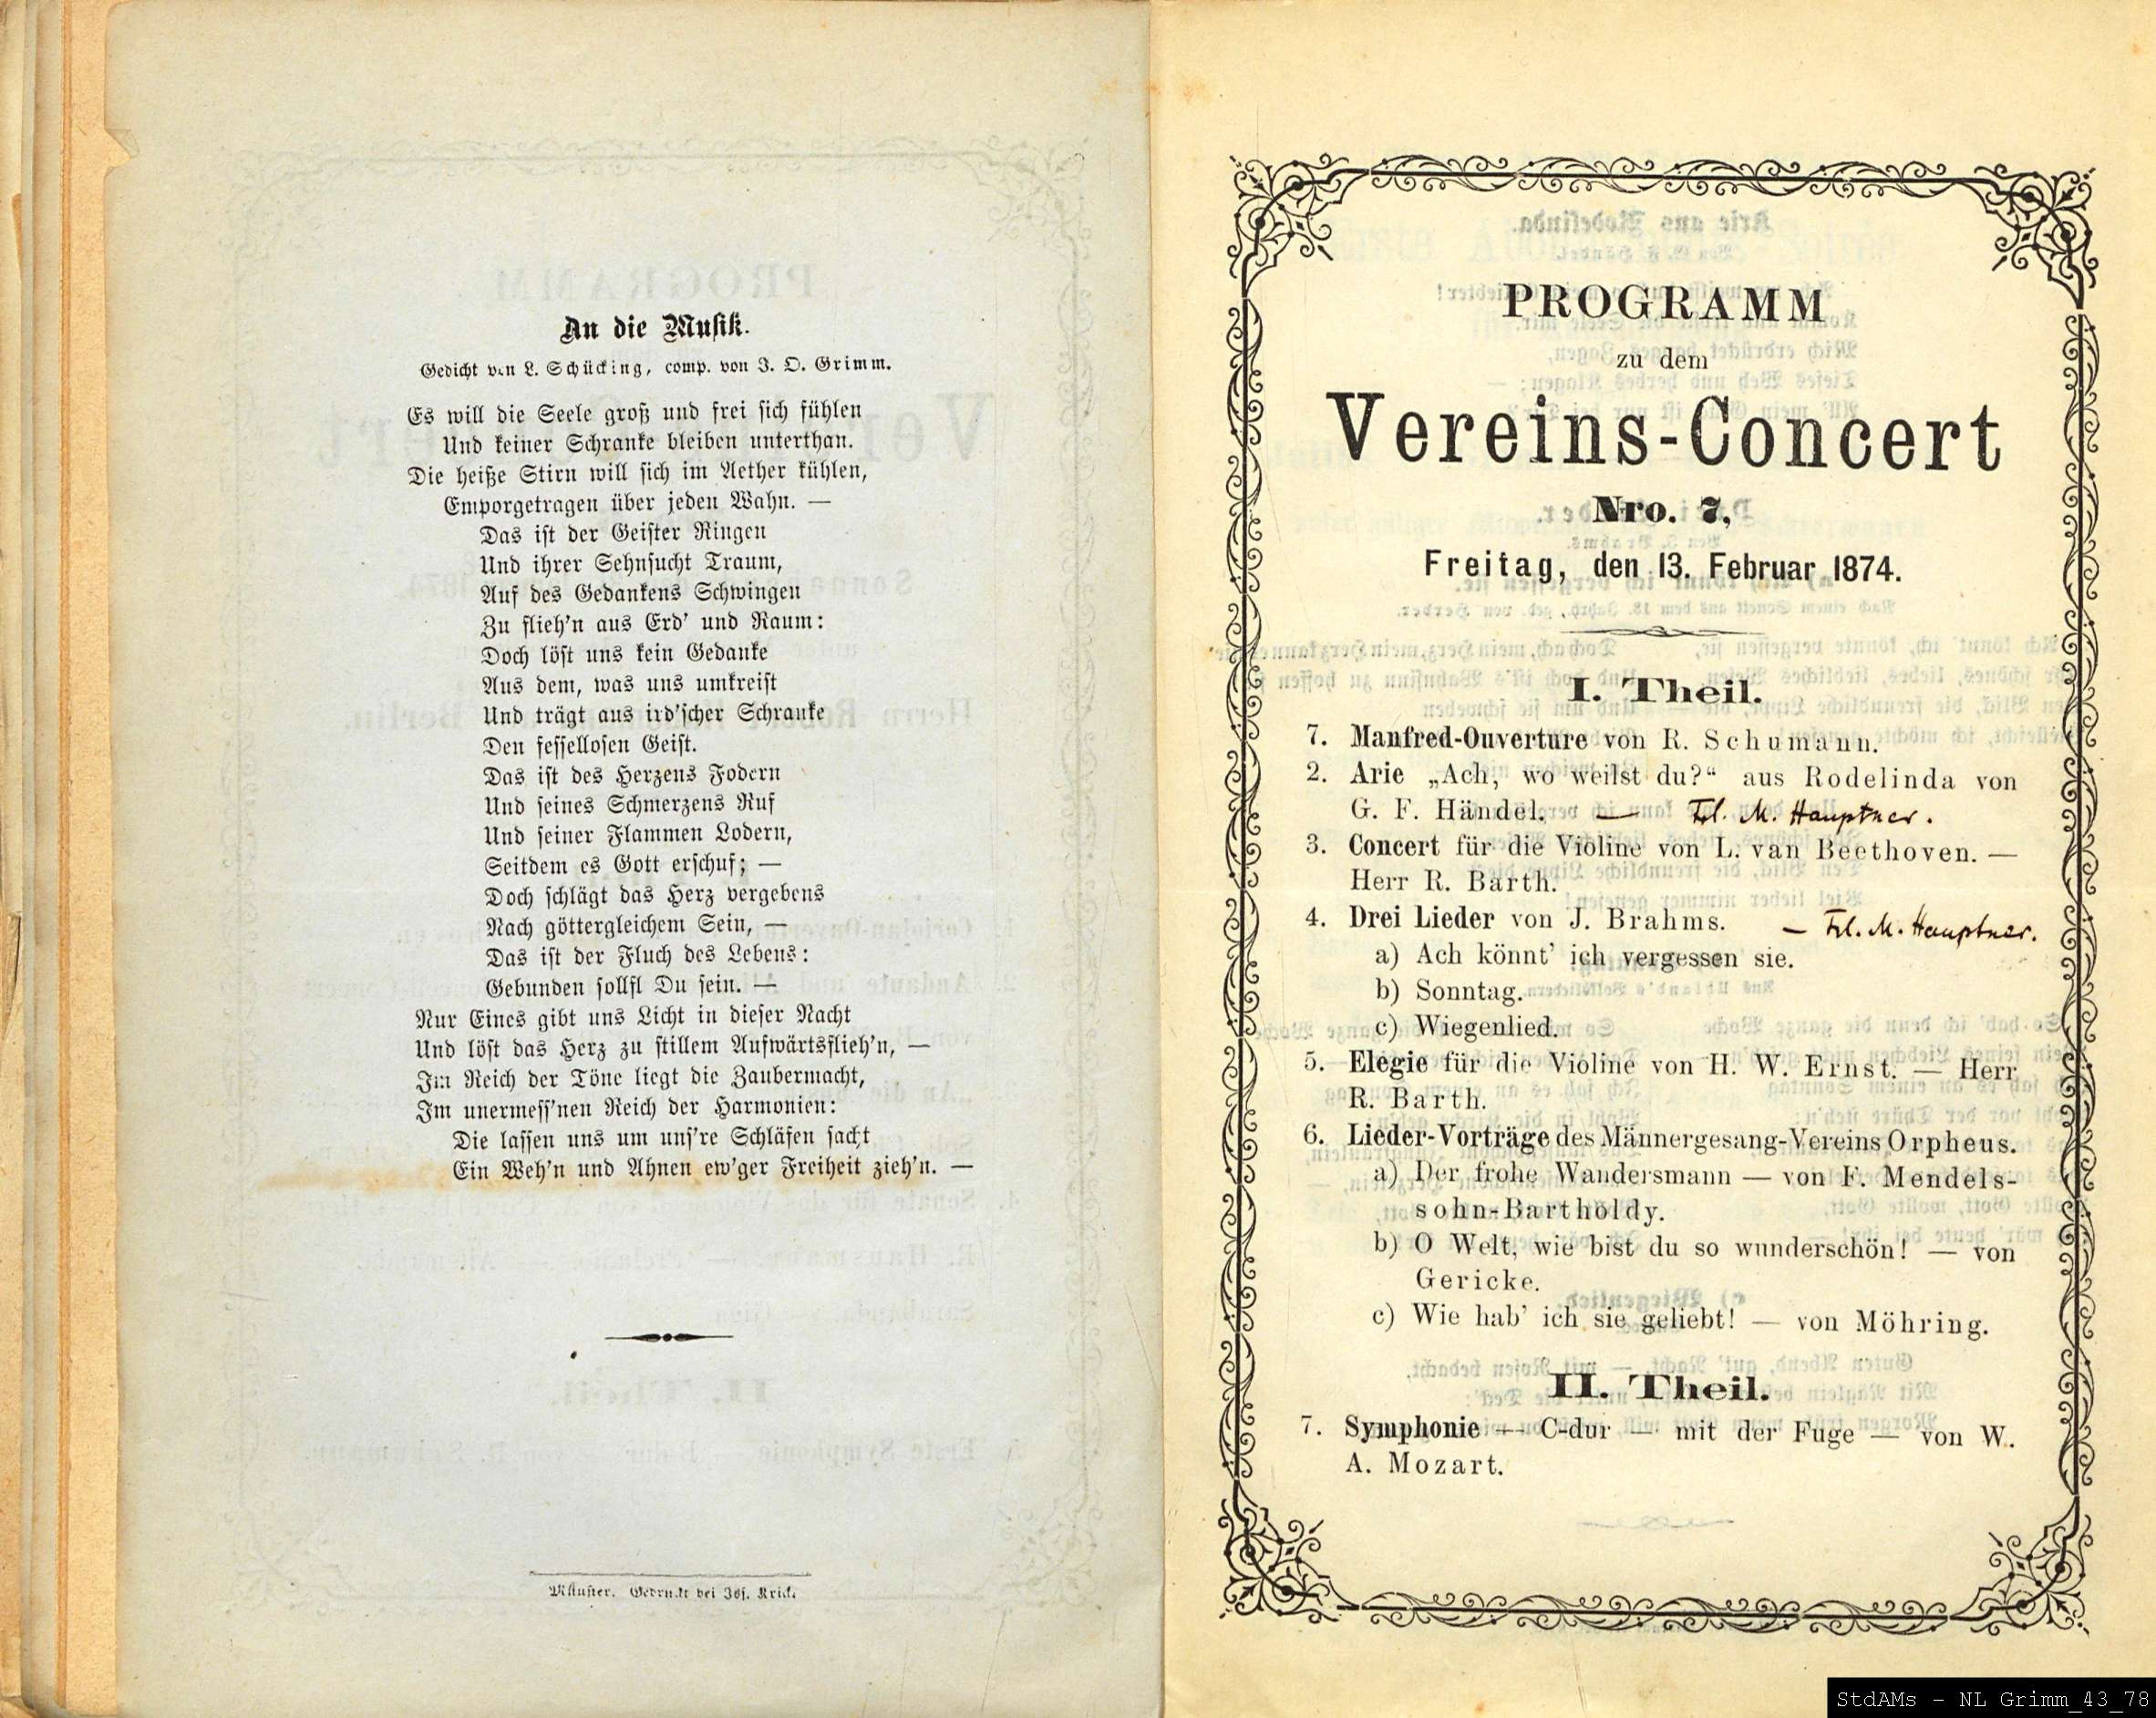 An die Musik.
Gedicht von L. Schücking, comp. von J. O. Grimm.
Es will die Seele groß und frei sich fühlen
Und keiner Schranke bleiben unterthan.
Die heiße Stirn will sich im Aether kühlen,
Emporgetragen über jeden Wahn. —
Das ist der Geister Ringen
Und ihrer Sehnsucht Traum,
Auf des Gedankens Schwingen
Zu flieh'n aus Erd' und Raum:
Doch löst uns kein Gedanke
Aus dem, was uns umkreist
Und trägt aus ird'scher Schranke
Den fessellosen Geist.
Das ist des Herzens Fodern
Und seines Schmerzens Ruf
Und seiner Flammen Lodern,
Seitdem es Gott erschuf; —
Doch schlägt das Herz vergebens
Nach göttergleichem Sein, —
Das ist der Fluch des Lebens:
Gebunden sollst Du sein. —
Nur Eines gibt uns Licht in dieser Nacht
Und löst das Herz zu stillem Aufwärtsflieh'n, —
Im Reich der Töne liegt die Zaubermacht,
Im unermess'nen Reich der Harmonien:
Die lassen uns um uns're Schläfen sacht
Ein Weh'n und Ahnen ew'ger Freiheit zieh'n. —
Münster. Gedruckt bei Jos. Krick.
PROGRAMM
zu dem
Vereins-Concert
Nro. 7,
Freitag, den 13. Februar 1874.
I. Theil.
7. Manfred-Ouverture von R. Schumann.
2. Arie „Ach, wo weilst du?“ aus Rodelinda von
G. F. Händel. — Frl. M. Hauptner.
3. Concert für die Violine von L. van Beethoven. —
Herr R. Barth.
4. Drei Lieder von J. Brahms. — Frl. M. Hauptner.
a) Ach könnt' ich vergessen sie.
b) Sonntag.
c) Wiegenlied.
5. Elegie für die Violine von H. W. Ernst. — Herr
R. Barth.
6. Lieder-Vorträge des Männergesang-Vereins Orpheus.
a) Der frohe Wandersmann — von F. Mendels-
sohn-Bartholdy.
b) O Welt, wie bist du so wunderschön! — von
Gericke.
c) Wie hab' ich sie geliebt! — von Möhring.
II. Theil.
7. Symphonie — C-dur — mit der Fuge — von W.
A. Mozart.
StdAMs - NL Grimm_43_78